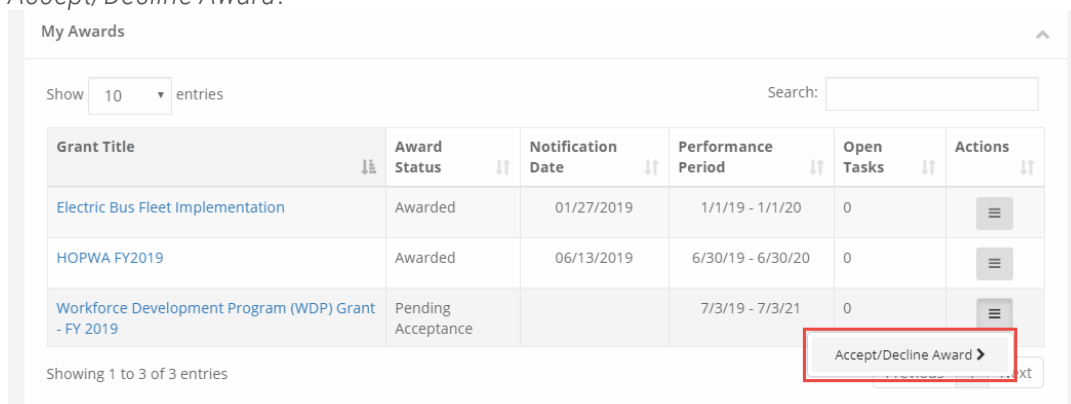 Accept/Decline Award.
My Awards
Show 10 entries Search:
Grant Title Award Status Notification Date Performance Period Open Tasks Actions
Electric Bus Fleet Implementation Awarded 01/27/2019 1/1/19 - 1/1/20 0
HOPWA FY2019 Awarded 06/13/2019 6/30/19 - 6/30/20 0
Workforce Development Program (WDP) Grant Pending 7/3/19 - 7/3/21 0
- FY 2019 Acceptance
Accept/Decline Award
Showing 1 to 3 of 3 entries Previous 1 Next